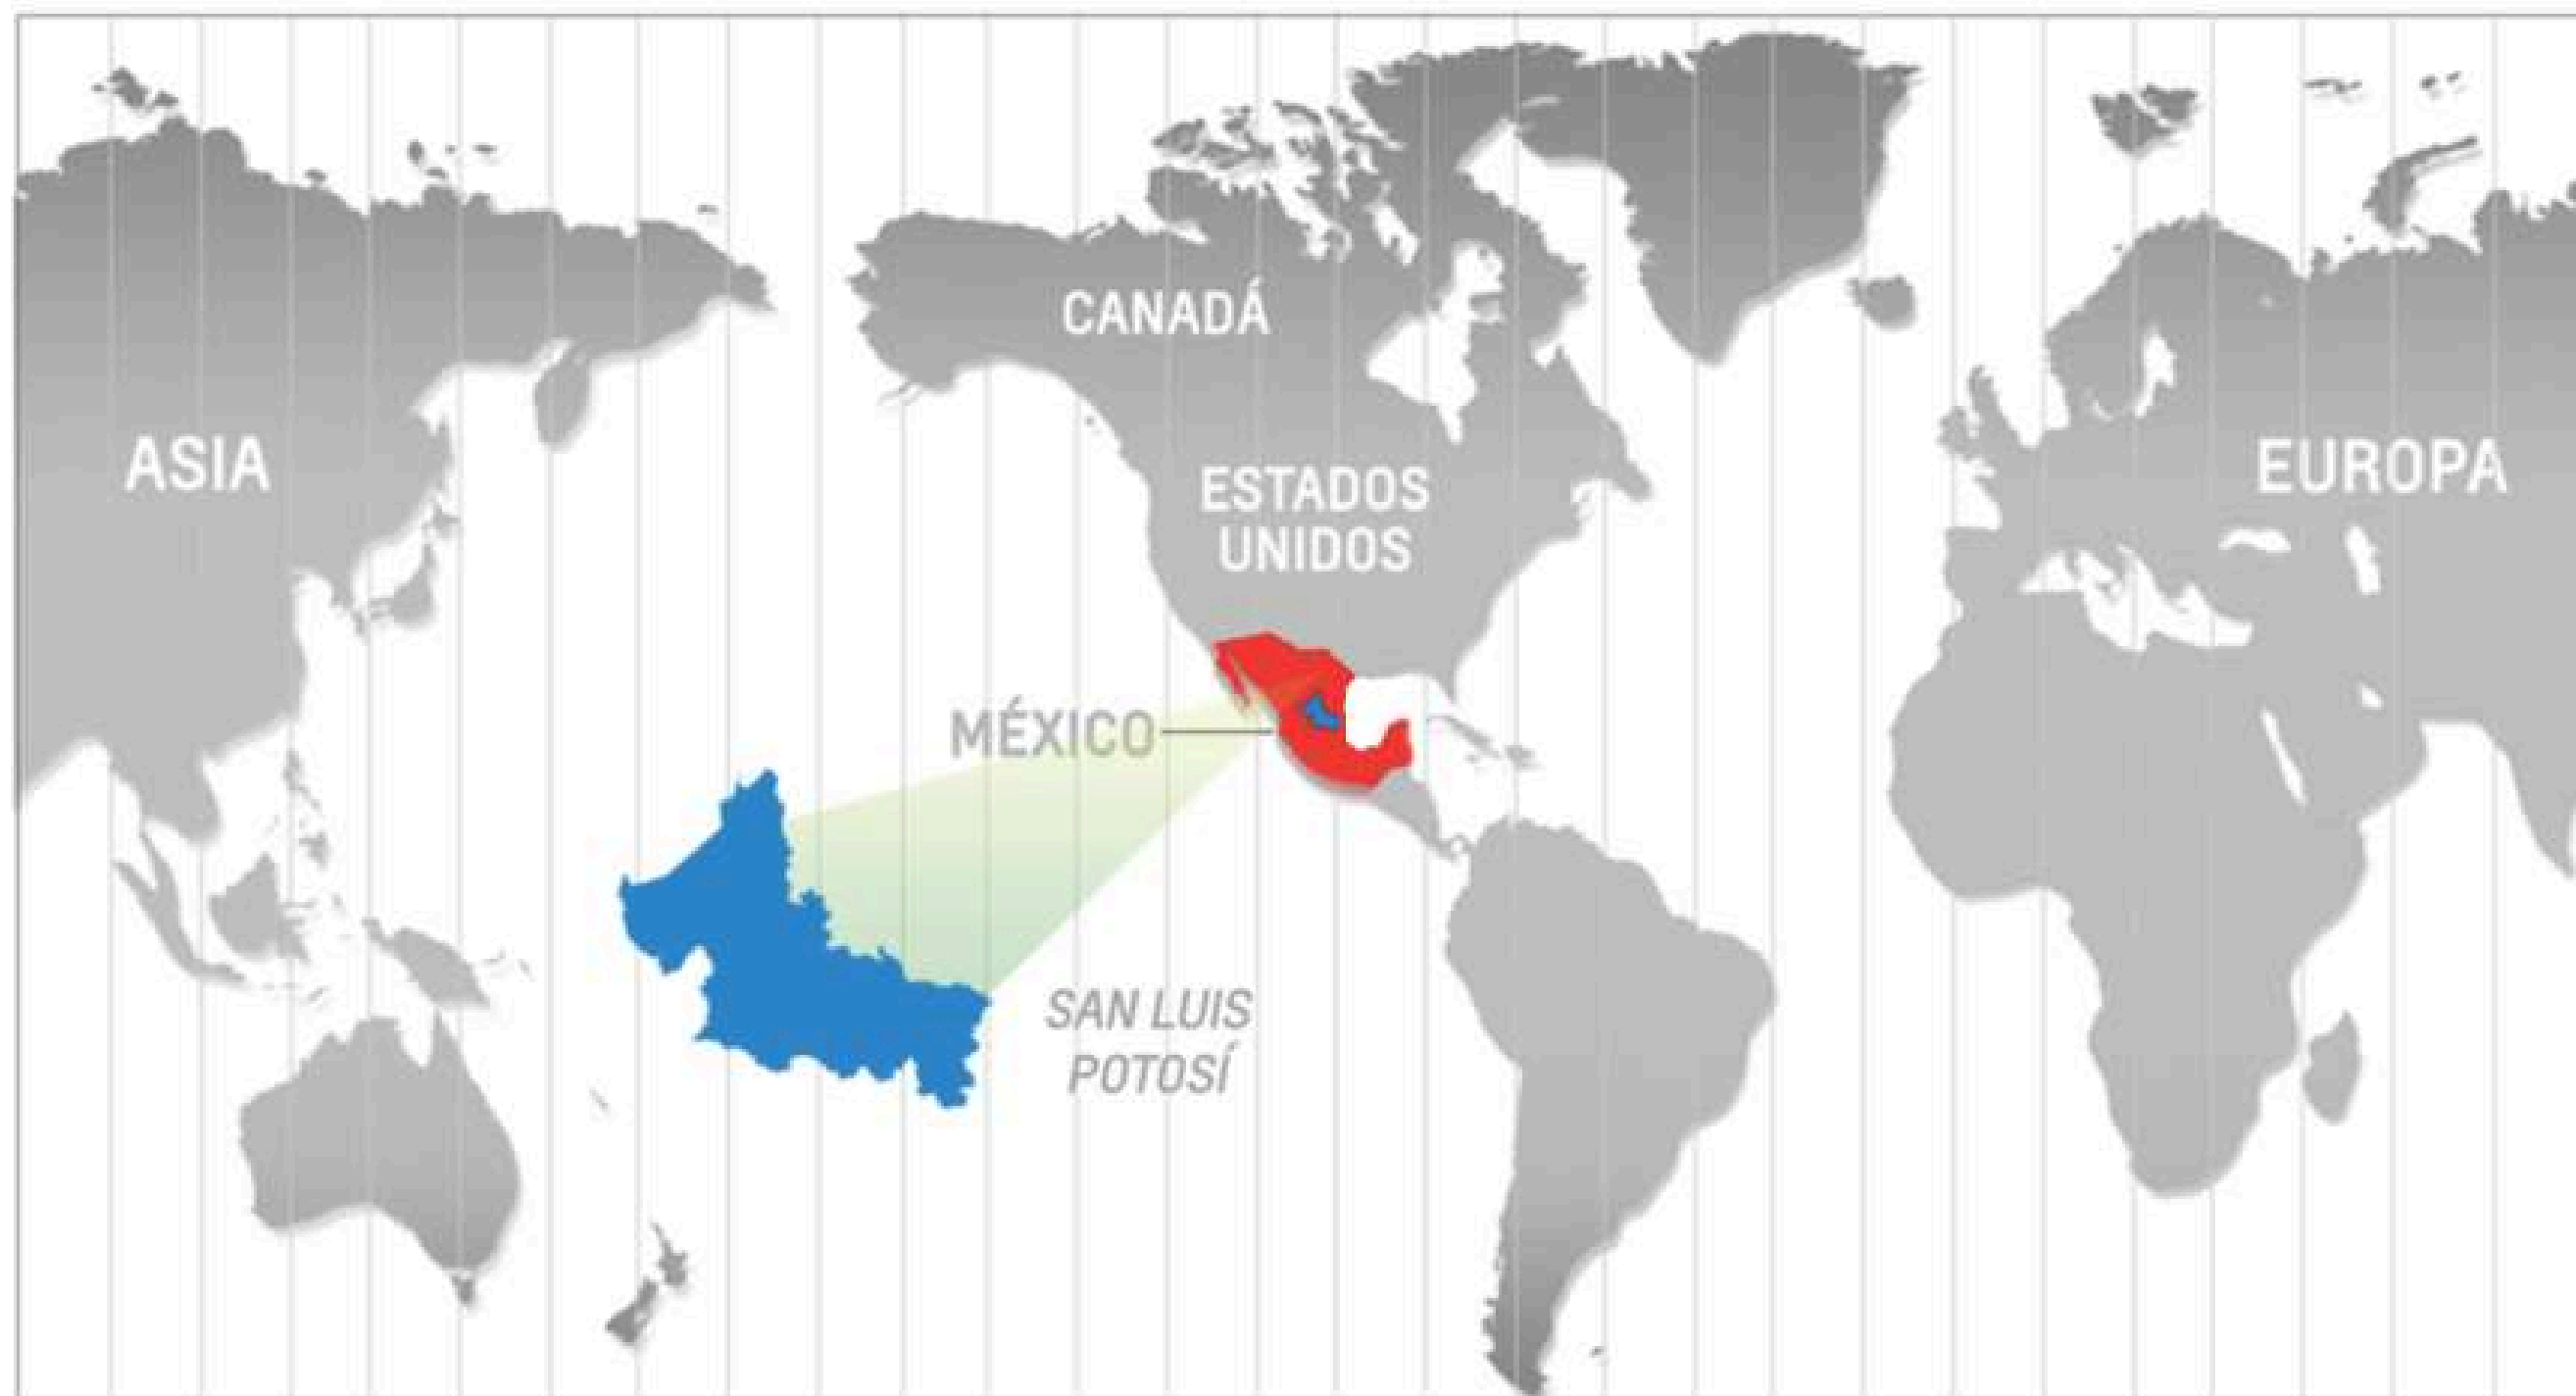 CANADÁ
ASIA
ESTADOS
UNIDOS
EUROPA
MÉXICO
SAN LUIS
POTOSÍ